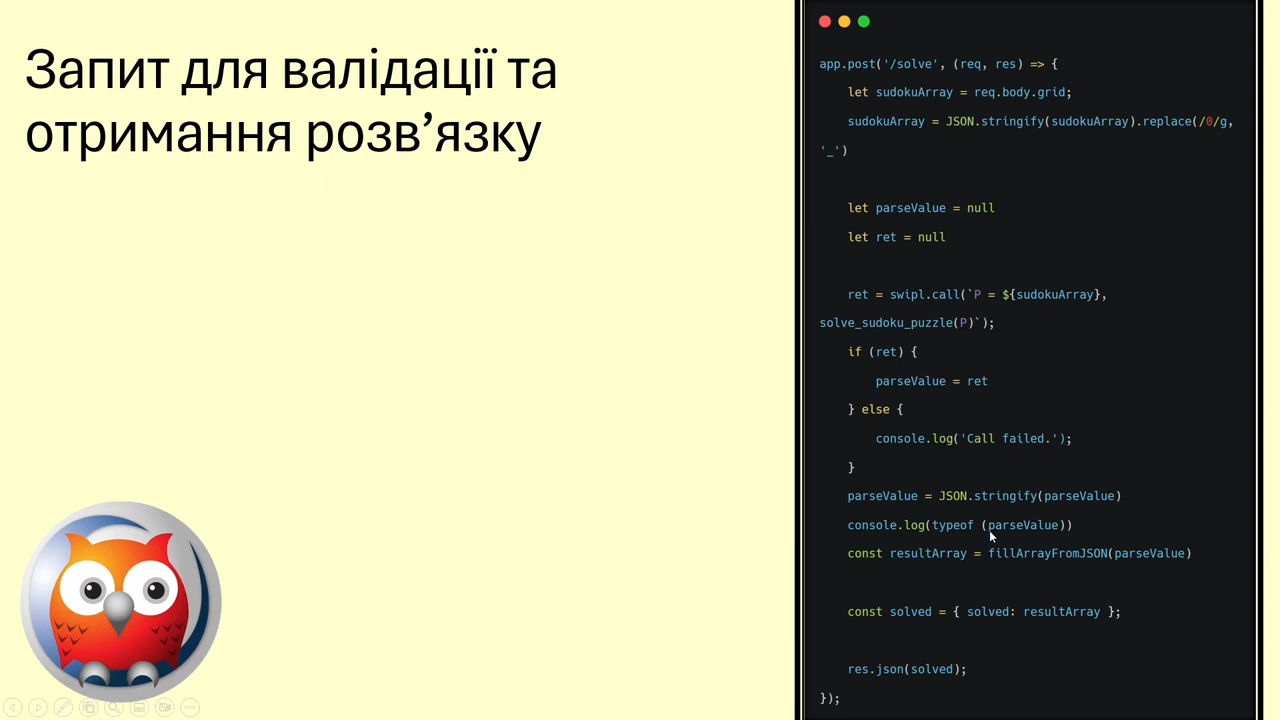 Запит для валідації та
отримання розв’язку
app.post('/solve', (req, res) => {
    let sudokuArray = req.body.grid;
    sudokuArray = JSON.stringify(sudokuArray).replace(/0/g,
'_')
    let parseValue = null
    let ret = null
    ret = swipl.call(`P = ${sudokuArray},
solve_sudoku_puzzle(P)`);
    if (ret) {
        parseValue = ret
    } else {
        console.log('Call failed.');
    }
    parseValue = JSON.stringify(parseValue)
    console.log(typeof (parseValue))
    const resultArray = fillArrayFromJSON(parseValue)
    const solved = { solved: resultArray };
    res.json(solved);
});